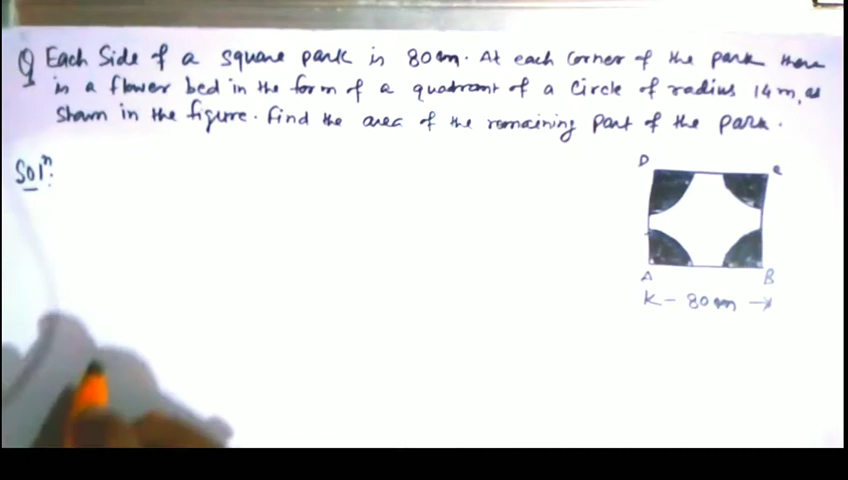 Q Each Side of a square park is 80m. At each corner of the park there
is a flower bed in the form of a quadrant of a circle of radius 14 m, as
shown in the figure. Find the area of the remaining part of the park.
Solⁿ:
D C
A B
80m